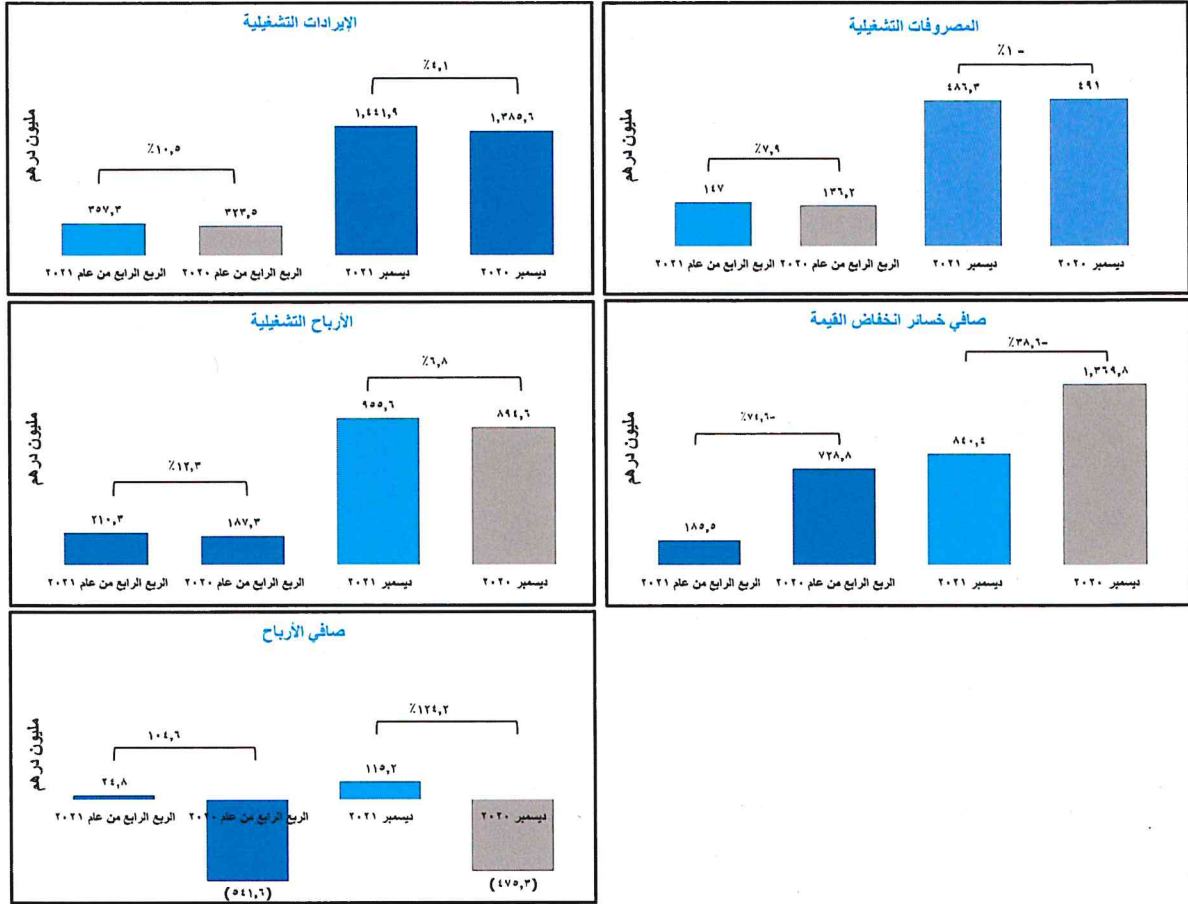 الإيرادات التشغيلية
مليون درهم
٪٤,١
١,٤٤١,٩
١,٣٨٥,٦
٪١٠,٥
٣٥٧,٣
٣٢٣,٥
الربع الرابع من عام ٢٠٢١
الربع الرابع من عام ٢٠٢٠
ديسمبر ٢٠٢١
ديسمبر ٢٠٢٠
المصروفات التشغيلية
مليون درهم
٪١ -
٤٨٦,٣
٤٩١
٪٧,٩
١٤٧
١٣٦,٢
الربع الرابع من عام ٢٠٢١
الربع الرابع من عام ٢٠٢٠
ديسمبر ٢٠٢١
ديسمبر ٢٠٢٠
الأرباح التشغيلية
مليون درهم
٪٦,٨
٩٥٥,٦
٨٩٤,٦
٪١٢,٣
٢١٠,٣
١٨٧,٣
الربع الرابع من عام ٢٠٢١
الربع الرابع من عام ٢٠٢٠
ديسمبر ٢٠٢١
ديسمبر ٢٠٢٠
صافي خسائر انخفاض القيمة
مليون درهم
٪٣٨,٦-
١,٣٦٩,٨
٪٧٤,٦-
٨٤٠,٤
٧٢٨,٨
١٨٥,٥
الربع الرابع من عام ٢٠٢١
الربع الرابع من عام ٢٠٢٠
ديسمبر ٢٠٢١
ديسمبر ٢٠٢٠
صافي الأرباح
مليون درهم
٪١٢٤,٢
١٠٤,٦
١١٥,٢
٢٤,٨
الربع الرابع من عام ٢٠٢١
الربع الرابع من عام ٢٠٢٠
ديسمبر ٢٠٢١
ديسمبر ٢٠٢٠
(٥٤١,٦)
(٤٧٥,٣)